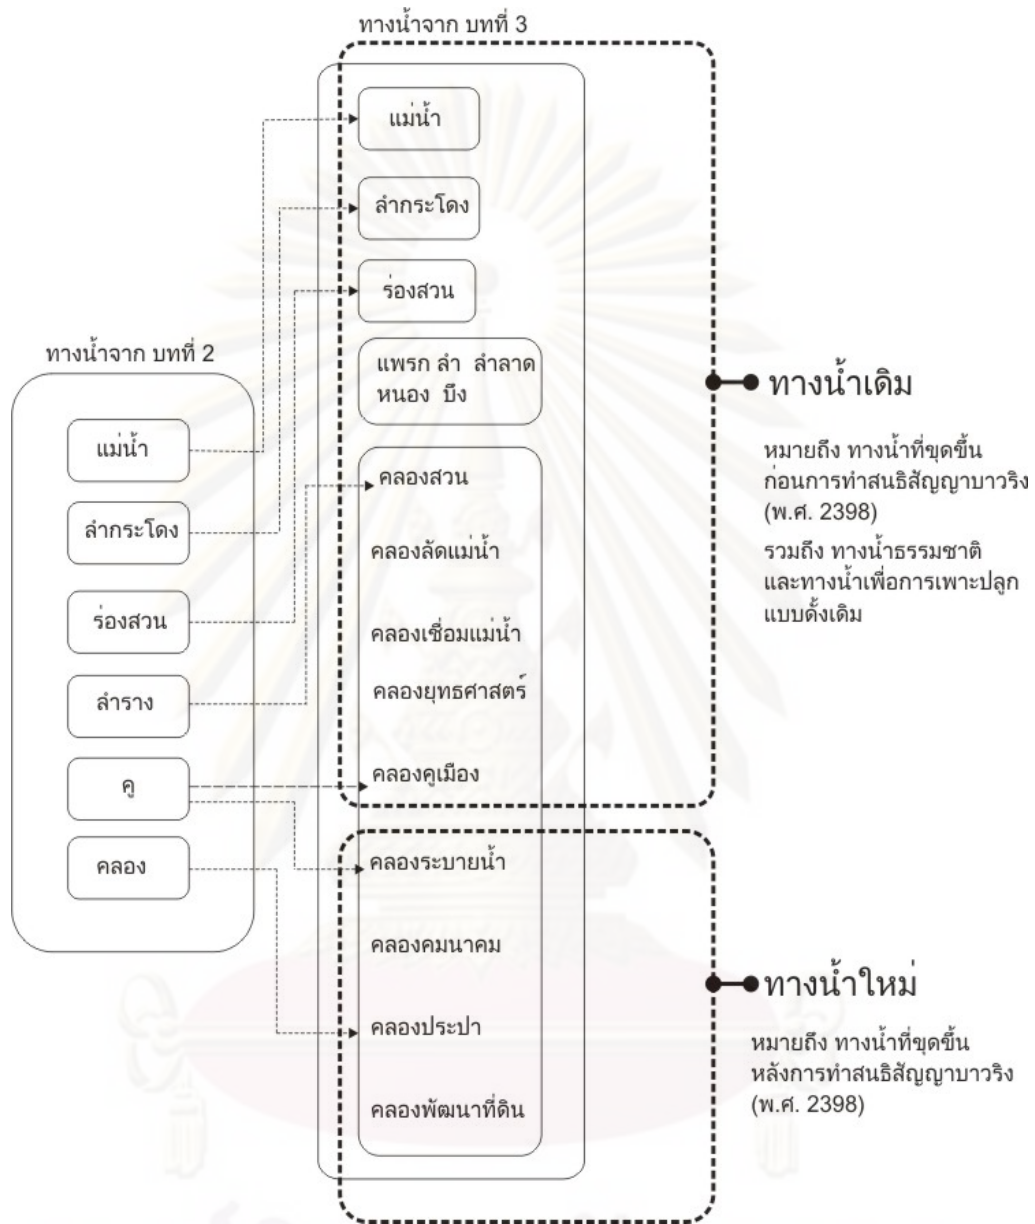 ทางน้ำจาก บทที่ 3
แม่น้ำ
ลำกระโดง
ร่องสวน
แพรก ลำ ลำลาด
หนอง บึง
คลองสวน
คลองลัดแม่น้ำ
คลองเชื่อมแม่น้ำ
คลองยุทธศาสตร์
คลองคูเมือง
คลองระบายน้ำ
คลองคมนาคม
คลองประปา
คลองพัฒนาที่ดิน
ทางน้ำจาก บทที่ 2
แม่น้ำ
ลำกระโดง
ร่องสวน
ลำราง
คู
คลอง
ทางน้ำเดิม
หมายถึง ทางน้ำที่ขุดขึ้น
ก่อนการทำสนธิสัญญาบาวริง
(พ.ศ. 2398)
รวมถึง ทางน้ำธรรมชาติ
และทางน้ำเพื่อการเพาะปลูก
แบบดั้งเดิม
ทางน้ำใหม่
หมายถึง ทางน้ำที่ขุดขึ้น
หลังการทำสนธิสัญญาบาวริง
(พ.ศ. 2398)